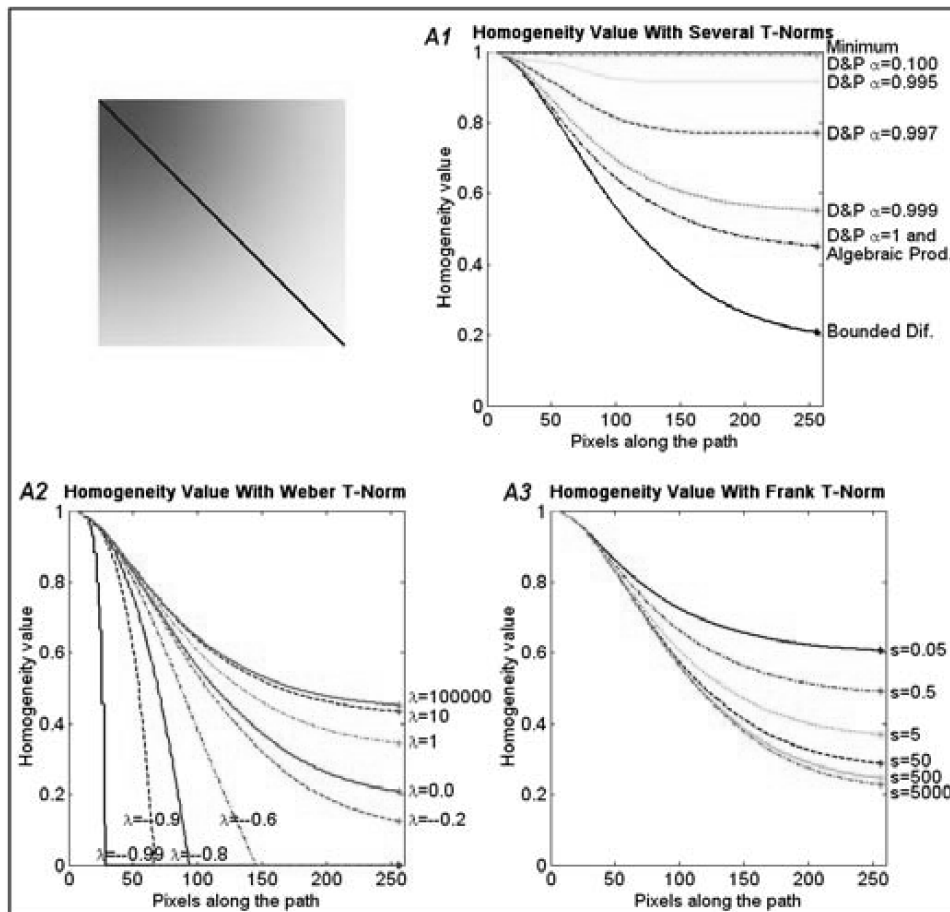 A1 Homogeneity Value With Several T-Norms
1
0.8
0.6
0.4
0.2
0
Homogeneity value
Minimum
D&P α=0.100
D&P α=0.995
D&P α=0.997
D&P α=0.999
D&P α=1 and
Algebraic Prod.
Bounded Dif.
0 50 100 150 200 250
Pixels along the path
A2 Homogeneity Value With Weber T-Norm
1
0.8
0.6
0.4
0.2
0
Homogeneity value
λ=100000
λ=10
λ=1
λ=0.0
λ=--0.2
λ=--0.9
λ=--0.6
λ=--0.99
λ=--0.8
0 50 100 150 200 250
Pixels along the path
A3 Homogeneity Value With Frank T-Norm
1
0.8
0.6
0.4
0.2
0
Homogeneity value
s=0.05
s=0.5
s=5
s=50
s=500
s=5000
0 50 100 150 200 250
Pixels along the path